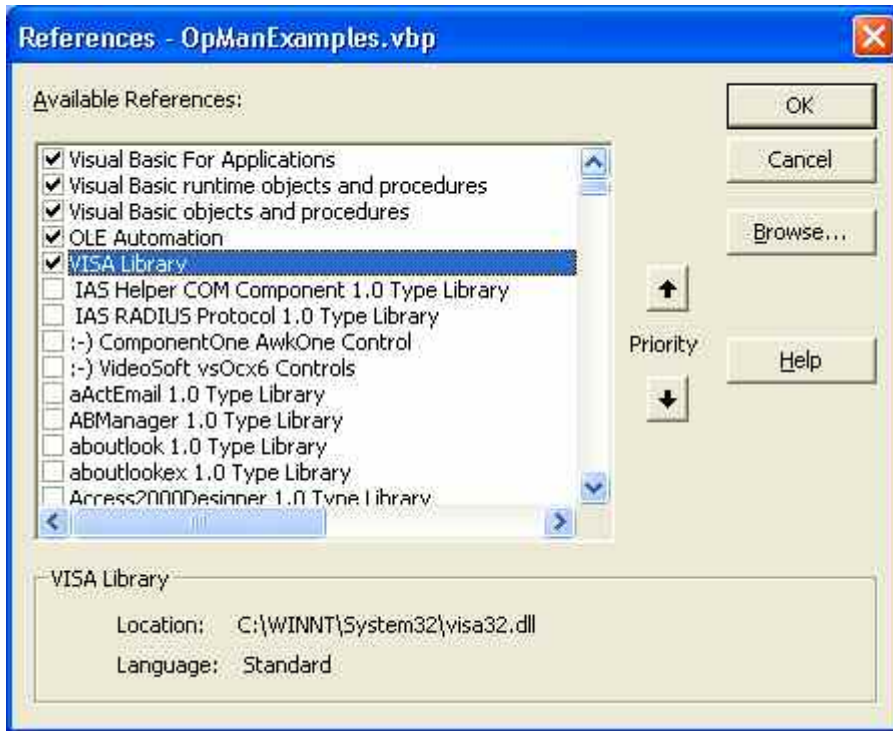 References - OpManExamples.vbp
Available References:
OK
Cancel
Browse...
Priority
Help
Visual Basic For Applications
Visual Basic runtime objects and procedures
Visual Basic objects and procedures
OLE Automation
VISA Library
IAS Helper COM Component 1.0 Type Library
IAS RADIUS Protocol 1.0 Type Library
:-) ComponentOne AwkOne Control
:-) VideoSoft vsOcx6 Controls
aActEmail 1.0 Type Library
ABManager 1.0 Type Library
aboutlook 1.0 Type Library
aboutlookex 1.0 Type Library
Access2000Designer 1.0 Type Library
VISA Library
Location: C:\WINNT\System32\visa32.dll
Language: Standard